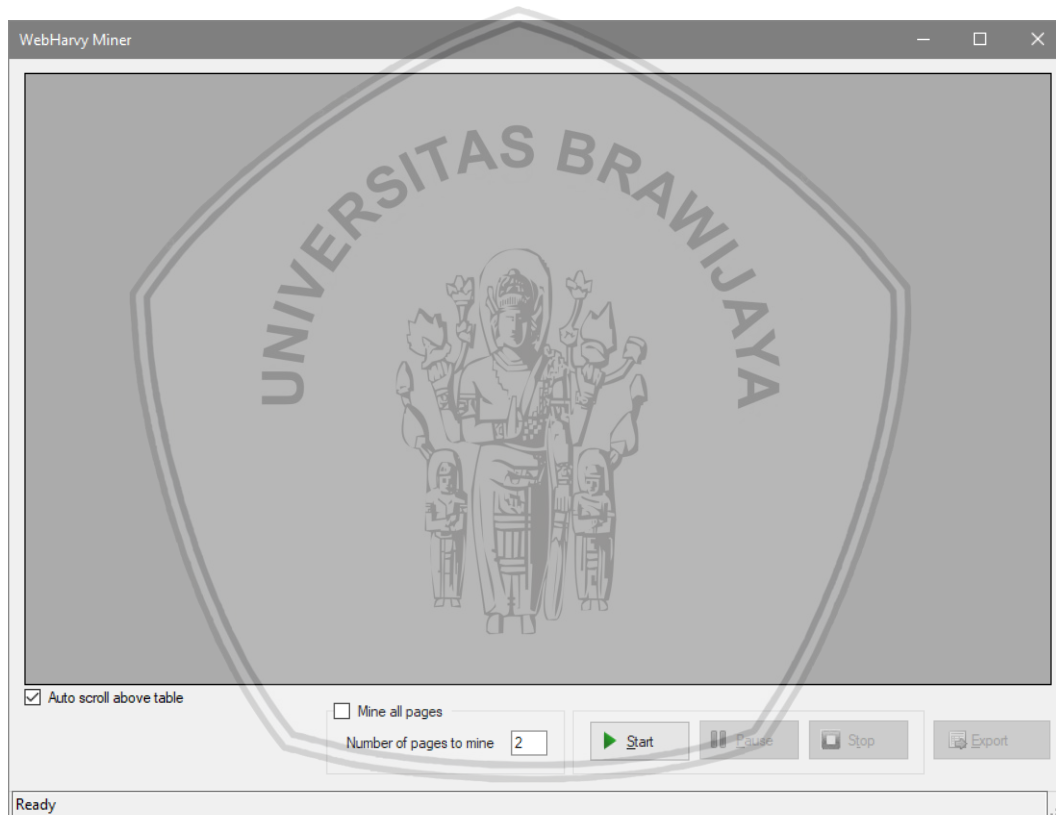 WebHarvy Miner
UNIVERSITAS BRAWIJAYA
Auto scroll above table
Mine all pages
Number of pages to mine 2
Start Pause Stop Export
Ready